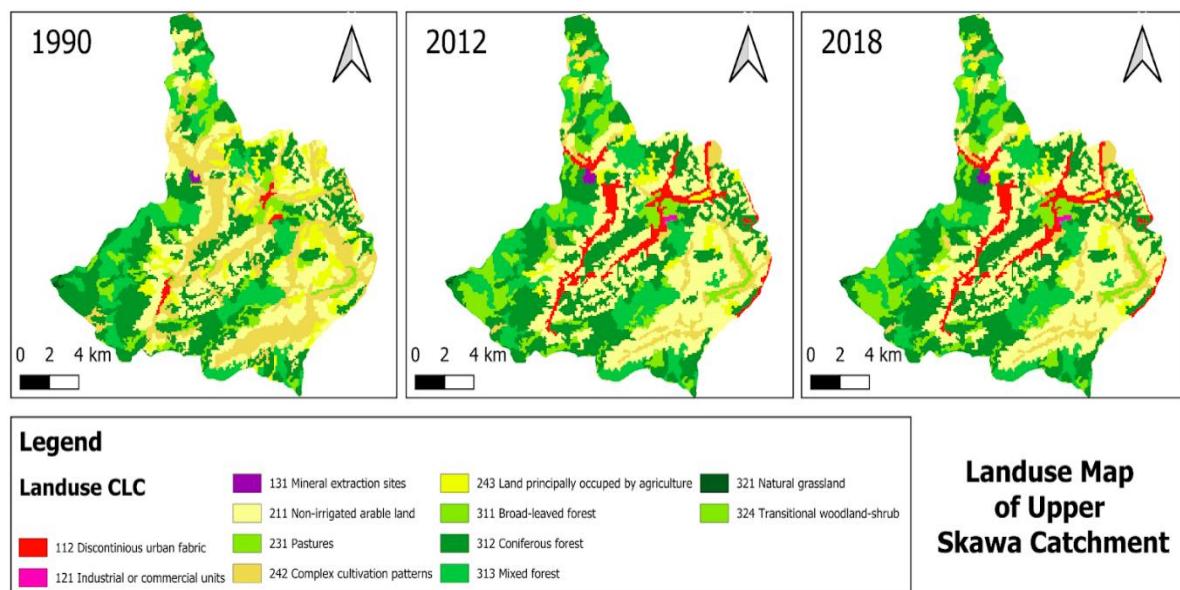 1990
2012
2018
0 2 4 km
0 2 4 km
0 2 4 km
Legend
Landuse CLC
112 Discontinious urban fabric
121 Industrial or commercial units
131 Mineral extraction sites
211 Non-irrigated arable land
231 Pastures
242 Complex cultivation patterns
243 Land principally occuped by agriculture
311 Broad-leaved forest
312 Coniferous forest
313 Mixed forest
321 Natural grassland
324 Transitional woodland-shrub
Landuse Map
of Upper
Skawa Catchment